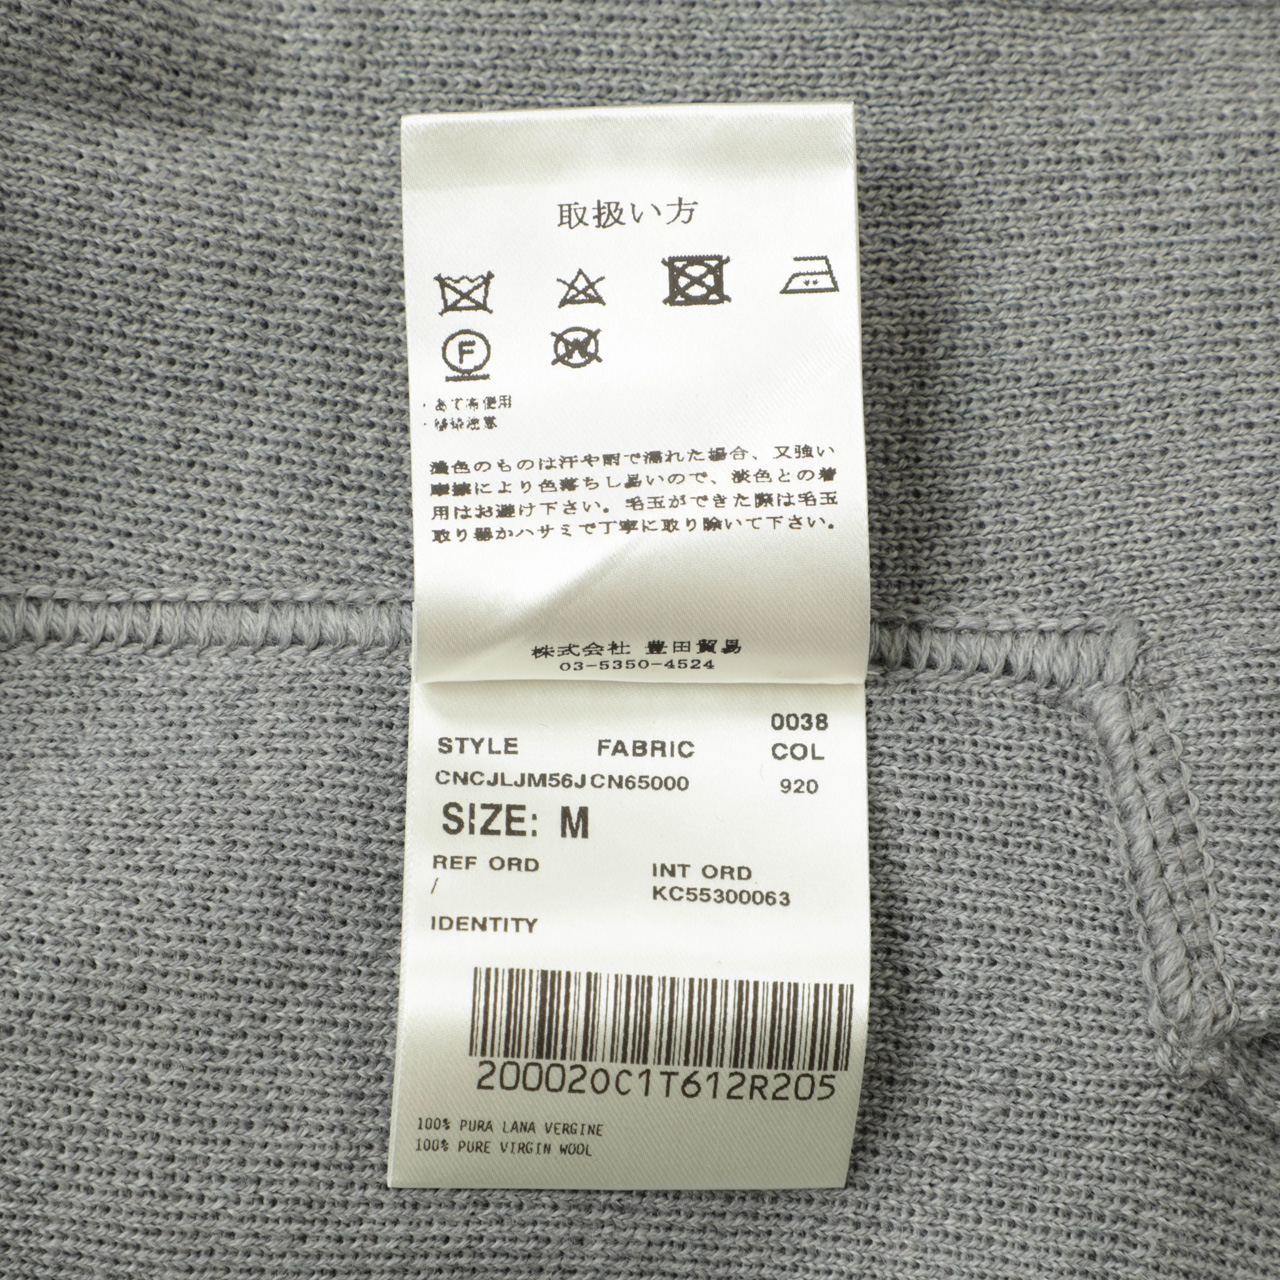 取扱い方
F
W
・あて布使用
濃色のものは汗や雨で濡れた場合、又強い
摩擦により色落ちし易いので、淡色との着
用はお避け下さい。毛玉ができた際は毛玉
取り器かハサミで丁寧に取り除いて下さい。
株式会社 豊田貿易
03-5350-4524
0038
STYLE FABRIC COL
CNCJLJM56JCN65000 920
SIZE: M
REF ORD INT ORD
/ KC55300063
IDENTITY
200020C1T612R205
100% PURA LANA VERGINE
100% PURE VIRGIN WOOL